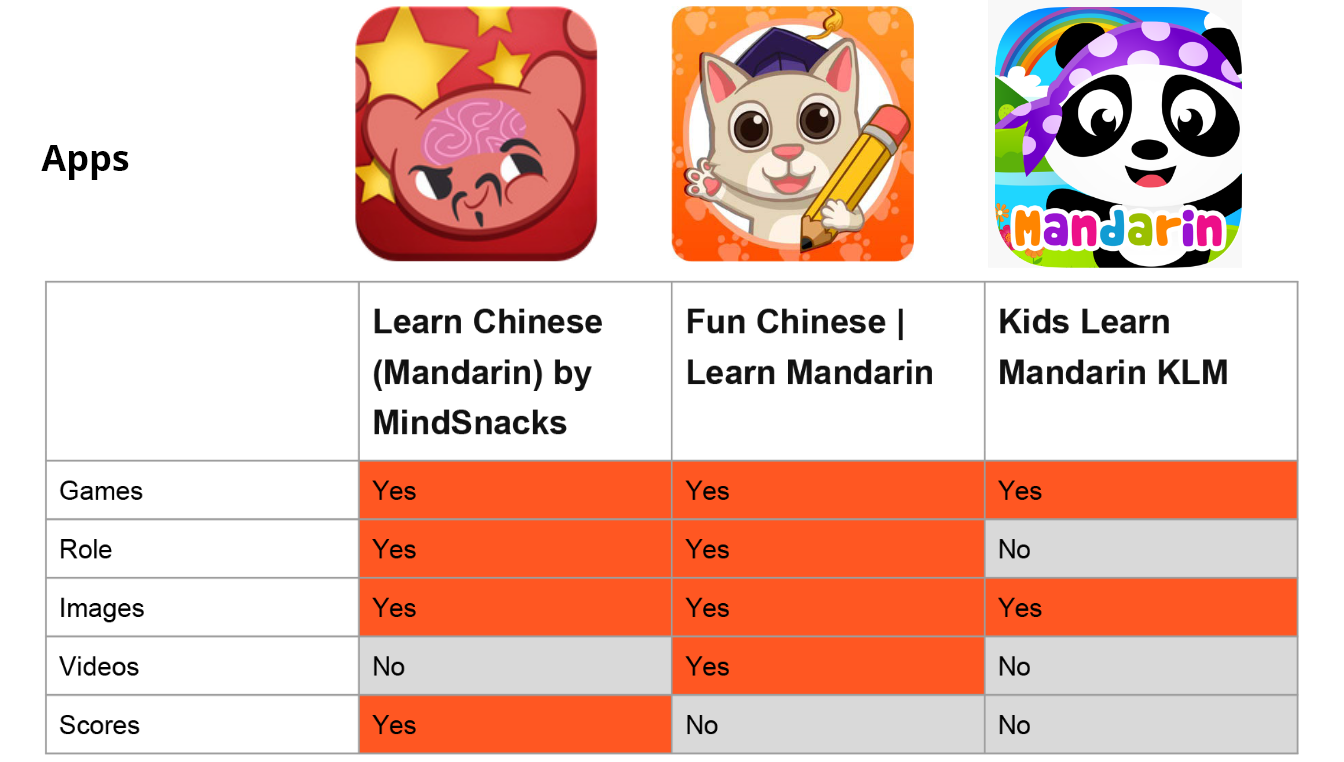 Apps
Mandarin
Learn Chinese
(Mandarin) by
MindSnacks
Fun Chinese |
Learn Mandarin
Kids Learn
Mandarin KLM
Games Yes Yes Yes
Role Yes Yes No
Images Yes Yes Yes
Videos No Yes No
Scores Yes No No